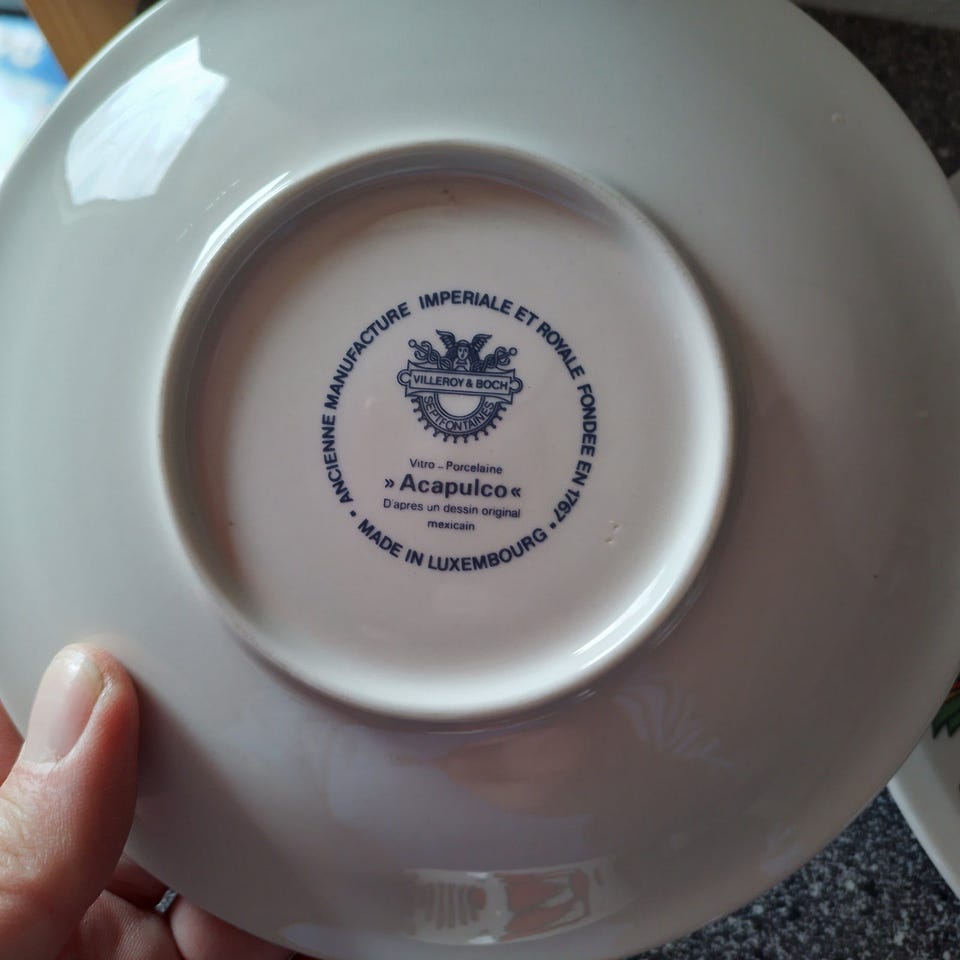 ANCIENNE MANUFACTURE IMPERIALE ET ROYALE FONDEE EN 1767 • MADE IN LUXEMBOURG •
VILLEROY & BOCH
SEPTFONTAINES
Vitro - Porcelaine
» Acapulco «
D'apres un dessin original
mexicain